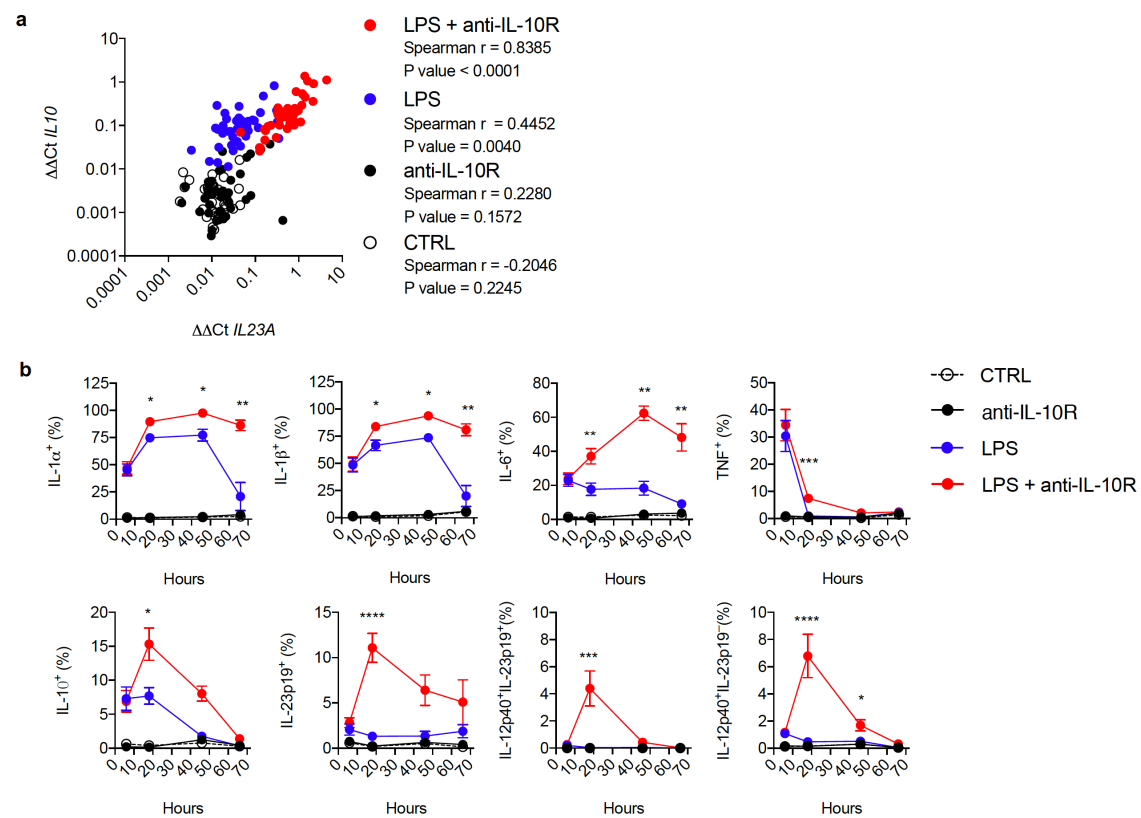 a
LPS + anti-IL-10R
Spearman r = 0.8385
P value < 0.0001
LPS
Spearman r = 0.4452
P value = 0.0040
anti-IL-10R
Spearman r = 0.2280
P value = 0.1572
CTRL
Spearman r = -0.2046
P value = 0.2245
ΔΔCt IL10
10
1
0.1
0.01
0.001
0.0001
0.0001
0.001
0.01
0.1
1
10
ΔΔCt IL23A
b
IL-1α+ (%)
125
100
75
50
25
0
* * **
0 10 20 30 40 50 60 70
Hours
IL-1β+ (%)
125
100
75
50
25
0
* * **
0 10 20 30 40 50 60 70
Hours
IL-6+ (%)
80
60
40
20
0
** ** **
0 10 20 30 40 50 60 70
Hours
TNF+ (%)
50
40
30
20
10
0
***
0 10 20 30 40 50 60 70
Hours
CTRL
anti-IL-10R
LPS
LPS + anti-IL-10R
IL-10+ (%)
20
15
10
5
0
*
0 10 20 30 40 50 60 70
Hours
IL-23p19+ (%)
15
10
5
0
****
0 10 20 30 40 50 60 70
Hours
IL-12p40+IL-23p19+(%)
10
8
6
4
2
0
***
0 10 20 30 40 50 60 70
Hours
IL-12p40+IL-23p19−(%)
10
8
6
4
2
0
**** *
0 10 20 30 40 50 60 70
Hours